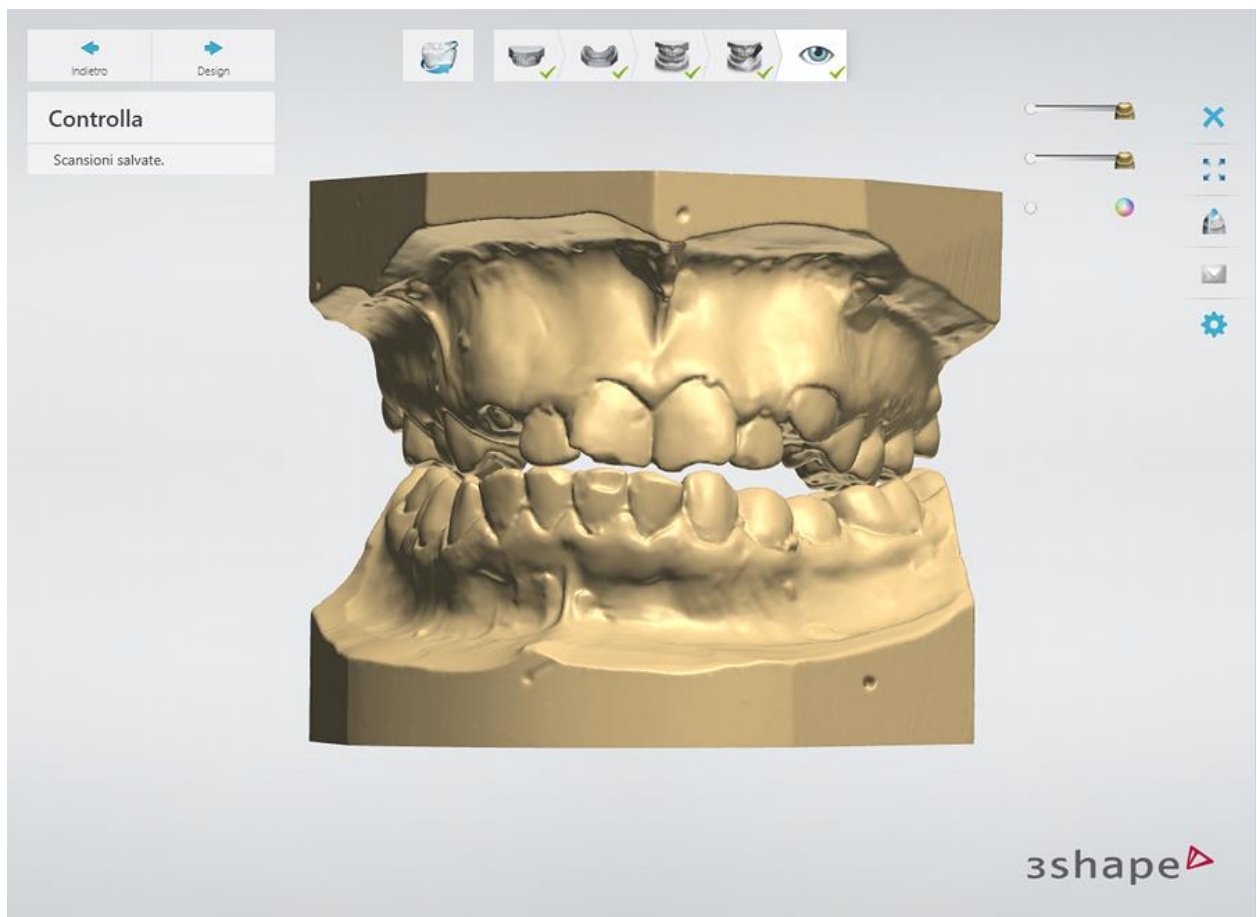 Indietro
Design
Controlla
Scansioni salvate.
3shape